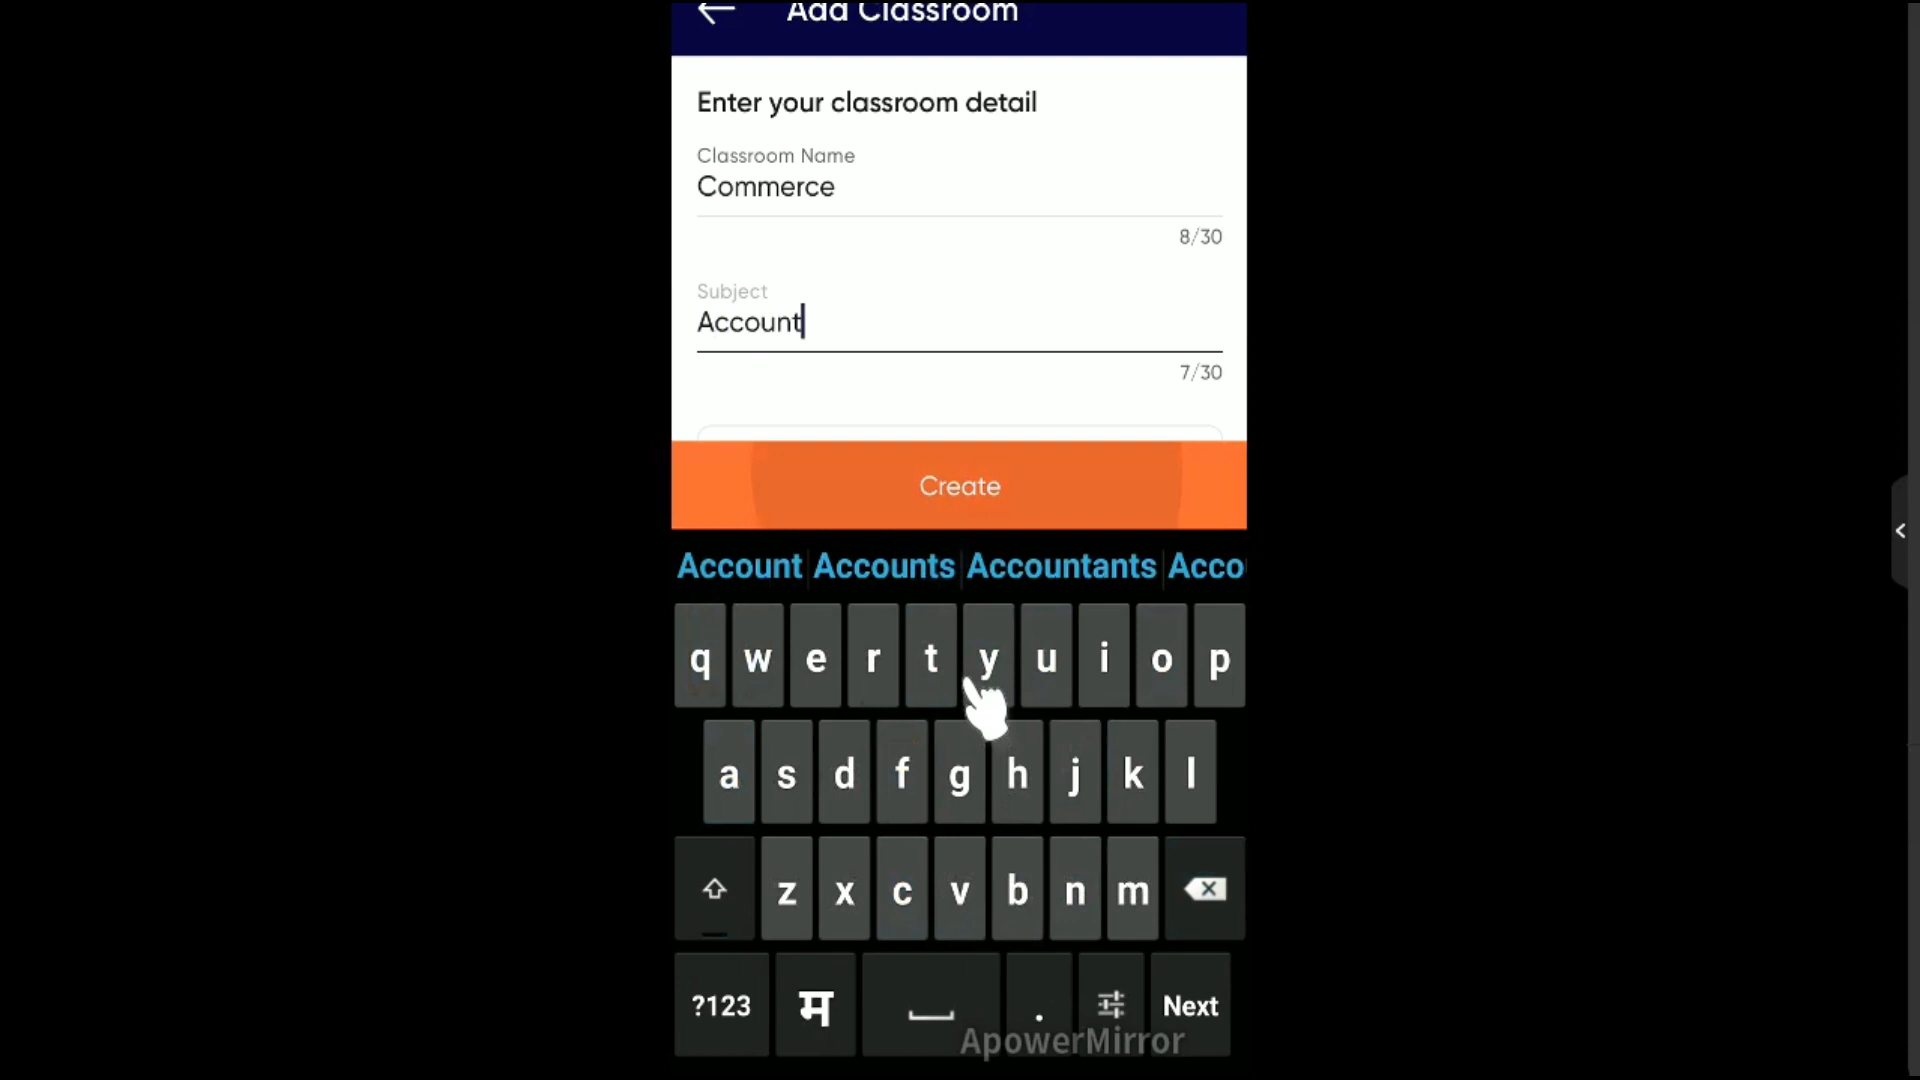 Add Classroom
Enter your classroom detail
Classroom Name
Commerce
8/30
Subject
Account
7/30
Create
Account Accounts Accountants Acco
q w e r t y u i o p
a s d f g h j k l
z x c v b n m
?123 म . Next
ApowerMirror